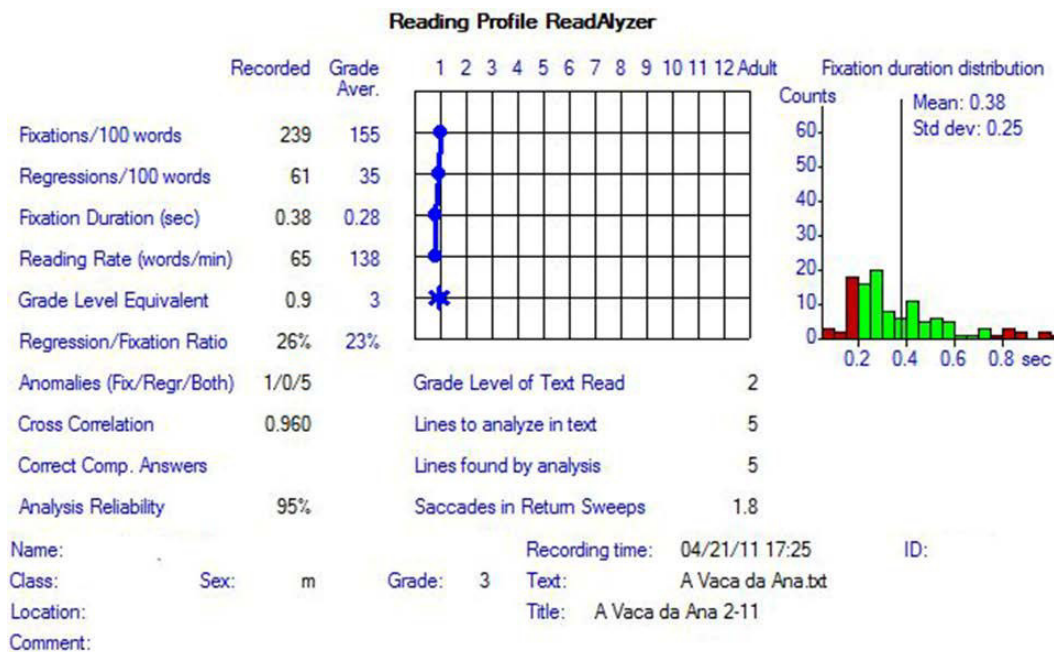 Reading Profile ReadAlyzer
Recorded Grade Aver. 1 2 3 4 5 6 7 8 9 10 11 12 Adult Fixation duration distribution
Counts Mean: 0.38
Std dev: 0.25
Fixations/100 words 239 155 60
Regressions/100 words 61 35 50
40
Fixation Duration (sec) 0.38 0.28 30
Reading Rate (words/min) 65 138 20
Grade Level Equivalent 0.9 3 10
Regression/Fixation Ratio 26% 23% 0
0.2 0.4 0.6 0.8 sec
Anomalies (Fix/Regr/Both) 1/0/5 Grade Level of Text Read 2
Cross Correlation 0.960 Lines to analyze in text 5
Correct Comp. Answers Lines found by analysis 5
Analysis Reliability 95% Saccades in Return Sweeps 1.8
Name: Recording time: 04/21/11 17:25 ID:
Class: Sex: m Grade: 3 Text: A Vaca da Ana.txt
Location: Title: A Vaca da Ana 2-11
Comment: